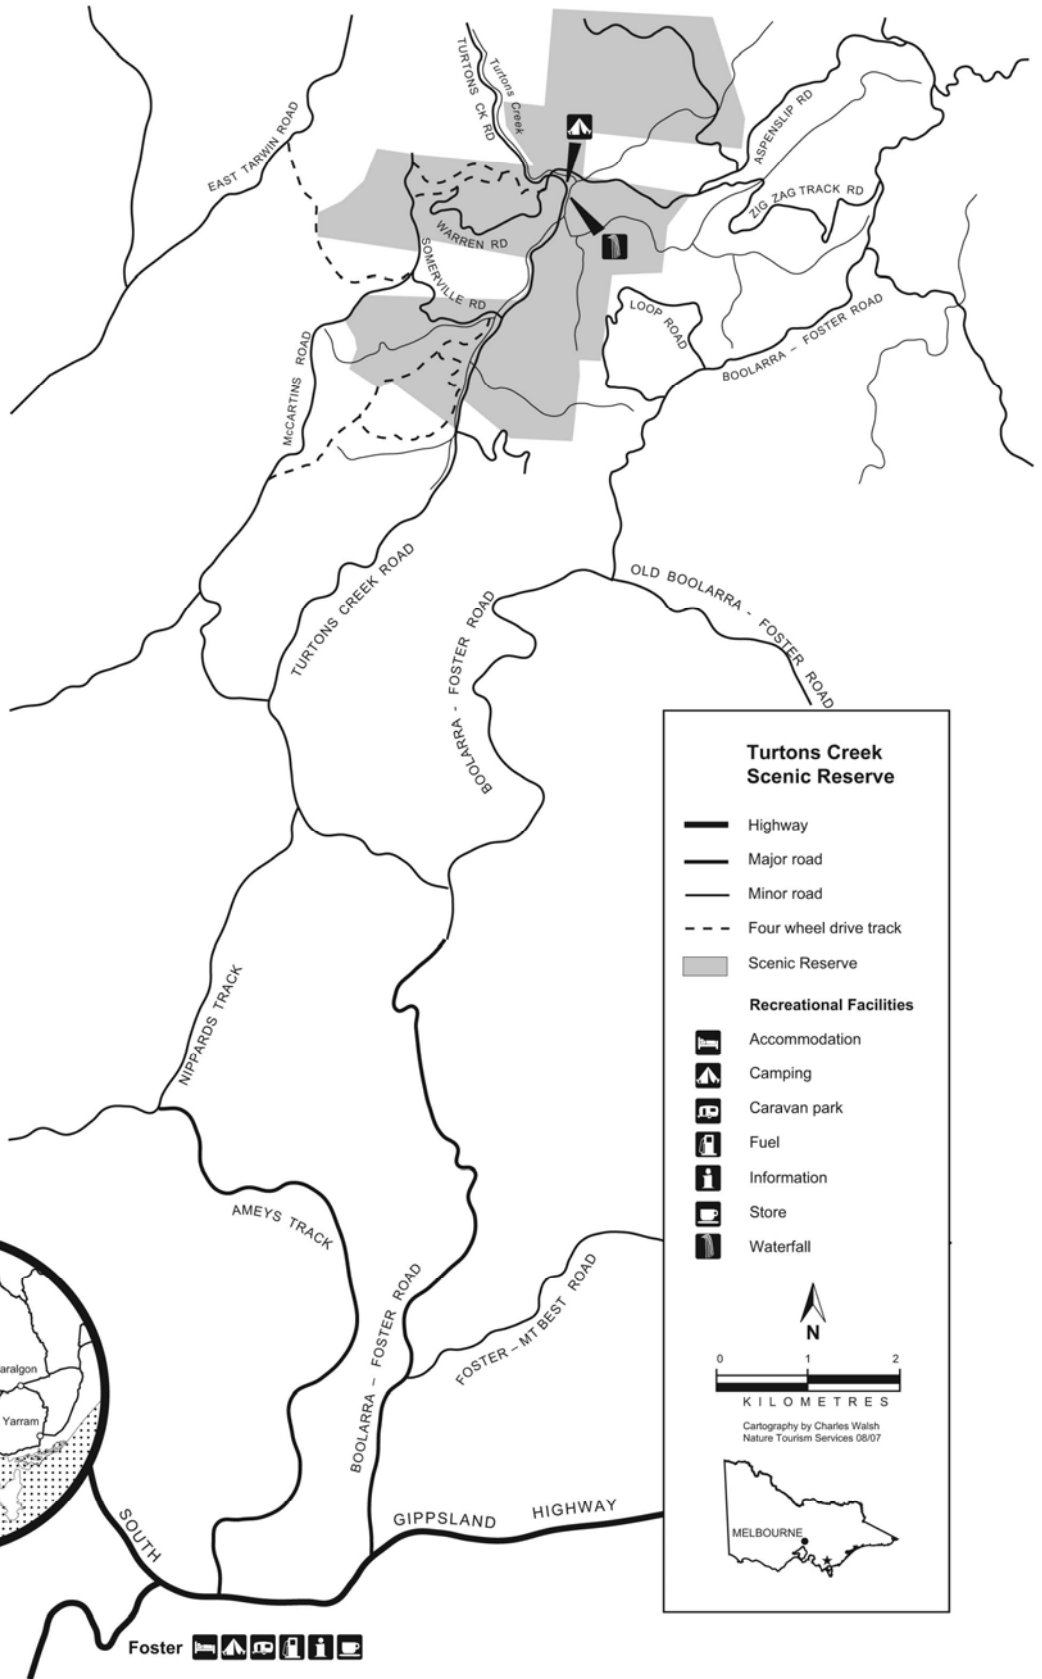 TURTONS CK RD
Turtons Creek
EAST TARWIN ROAD
ASPENSLIP RD
ZIG ZAG TRACK RD
WARREN RD
SOMERVILLE RD
LOOP ROAD
BOOLARRA – FOSTER ROAD
McCARTINS ROAD
TURTONS CREEK ROAD
OLD BOOLARRA - FOSTER ROAD
BOOLARRA - FOSTER ROAD
NIPPARDS TRACK
AMEYS TRACK
BOOLARRA – FOSTER ROAD
FOSTER – MT BEST ROAD
aralgon
Yarram
SOUTH GIPPSLAND HIGHWAY
Foster
Turtons Creek
Scenic Reserve
Highway
Major road
Minor road
Four wheel drive track
Scenic Reserve
Recreational Facilities
Accommodation
Camping
Caravan park
Fuel
Information
Store
Waterfall
N
0 1 2
KILOMETRES
Cartography by Charles Walsh
Nature Tourism Services 08/07
MELBOURNE